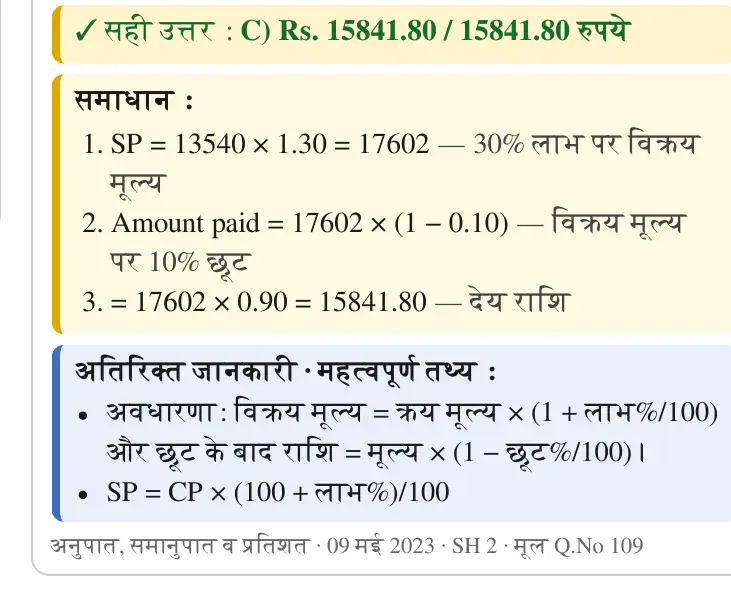 ✓ सही उत्तर : C) Rs. 15841.80 / 15841.80 रुपये
समाधान :
1. SP = 13540 × 1.30 = 17602 — 30% लाभ पर विक्रय
मूल्य
2. Amount paid = 17602 × (1 − 0.10) — विक्रय मूल्य
पर 10% छूट
3. = 17602 × 0.90 = 15841.80 — देय राशि
अतिरिक्त जानकारी · महत्वपूर्ण तथ्य :
• अवधारणा : विक्रय मूल्य = क्रय मूल्य × (1 + लाभ%/100)
और छूट के बाद राशि = मूल्य × (1 − छूट%/100)।
• SP = CP × (100 + लाभ%)/100
अनुपात, समानुपात व प्रतिशत · 09 मई 2023 · SH 2 · मूल Q.No 109